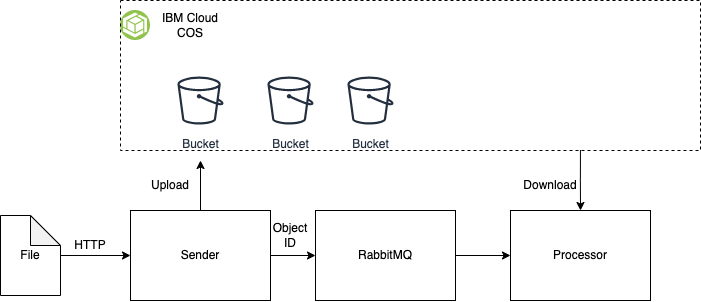 IBM Cloud
COS
Bucket
Bucket
Bucket
Upload
Download
File
HTTP
Sender
Object
ID
RabbitMQ
Processor